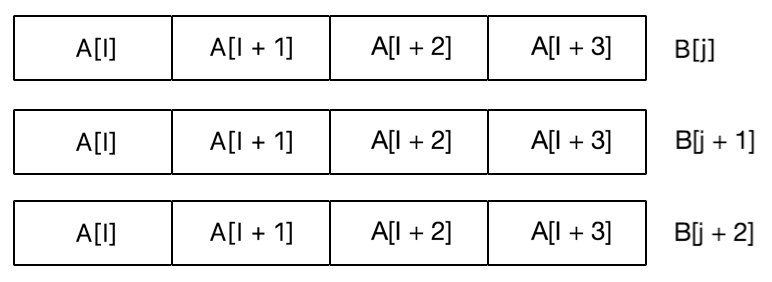 A[I] A[I + 1] A[I + 2] A[I + 3] B[j]
A[I] A[I + 1] A[I + 2] A[I + 3] B[j + 1]
A[I] A[I + 1] A[I + 2] A[I + 3] B[j + 2]